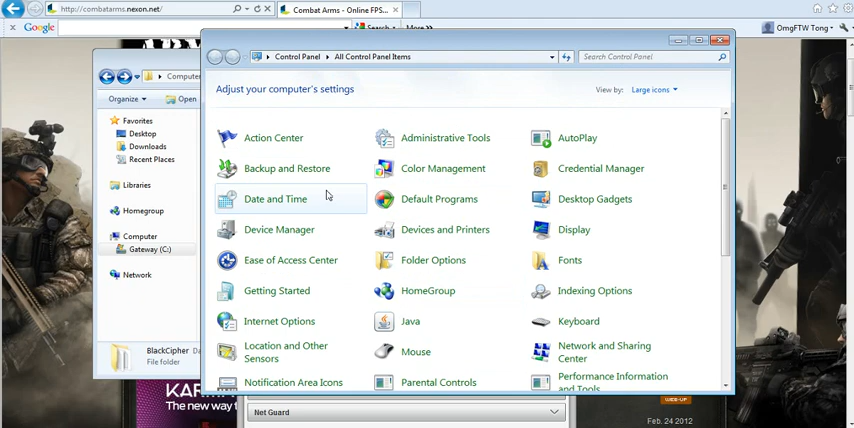 http://combatarms.nexon.net/
Combat Arms - Online FPS...
Google
Search
More »
OmgFTW Tong
Computer
Organize
Open
Favorites
Desktop
Downloads
Recent Places
Libraries
Homegroup
Computer
Gateway (C:)
Network
BlackCipher
File folder
Control Panel
All Control Panel Items
Search Control Panel
Adjust your computer's settings
View by: Large icons
Action Center
Administrative Tools
AutoPlay
Backup and Restore
Color Management
Credential Manager
Date and Time
Default Programs
Desktop Gadgets
Device Manager
Devices and Printers
Display
Ease of Access Center
Folder Options
Fonts
Getting Started
HomeGroup
Indexing Options
Internet Options
Java
Keyboard
Location and Other
Sensors
Mouse
Network and Sharing
Center
Notification Area Icons
Parental Controls
Performance Information
and Tools
The new way
Net Guard
Feb. 24 2012